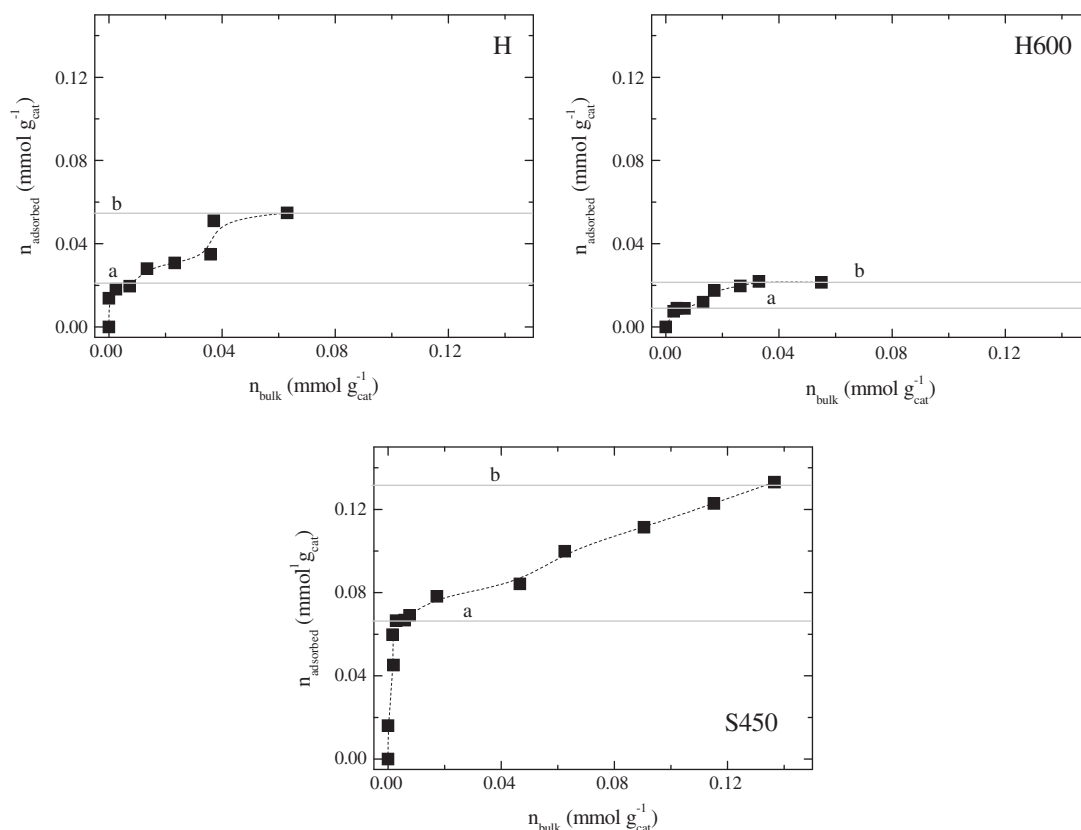 H
0.12
0.08
0.04
0.00
n_adsorbed (mmol g_cat^-1)
b
a
0.00 0.04 0.08 0.12
n_bulk (mmol g_cat^-1)
H600
0.12
0.08
0.04
0.00
n_adsorbed (mmol g_cat^-1)
b
a
0.00 0.04 0.08 0.12
n_bulk (mmol g_cat^-1)
b
0.12
0.08
a
0.04
0.00
n_adsorbed (mmol^1 g_cat)
S450
0.00 0.04 0.08 0.12
n_bulk (mmol g_cat^-1)